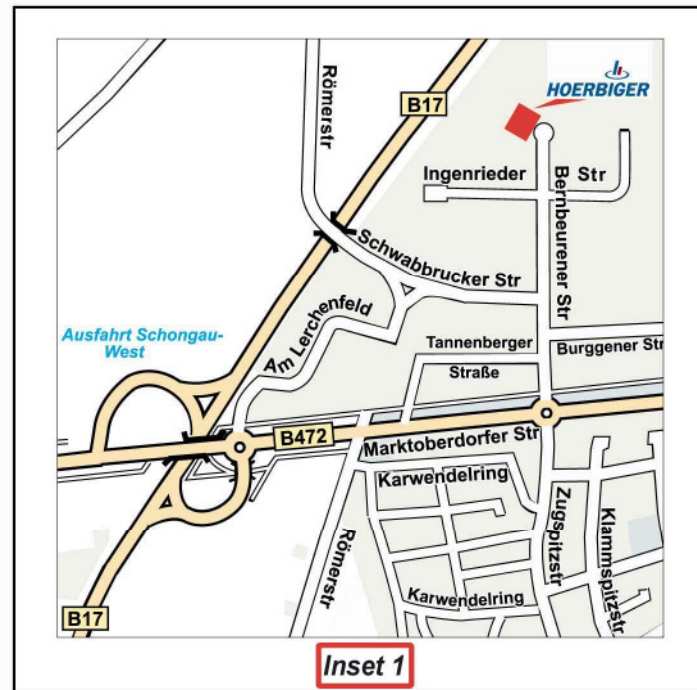 HOERBIGER
Römerstr
B17
Ingenrieder Str
Bernbeurener Str
Schwabbrucker Str
Ausfahrt Schongau-
West
Am Lerchenfeld
Tannenberger
Straße
Burggener Str
B472
Marktoberdorfer Str
Karwendelring
Zugspitzstr
Klammspitzstr
Römerstr
Karwendelring
B17
Inset 1